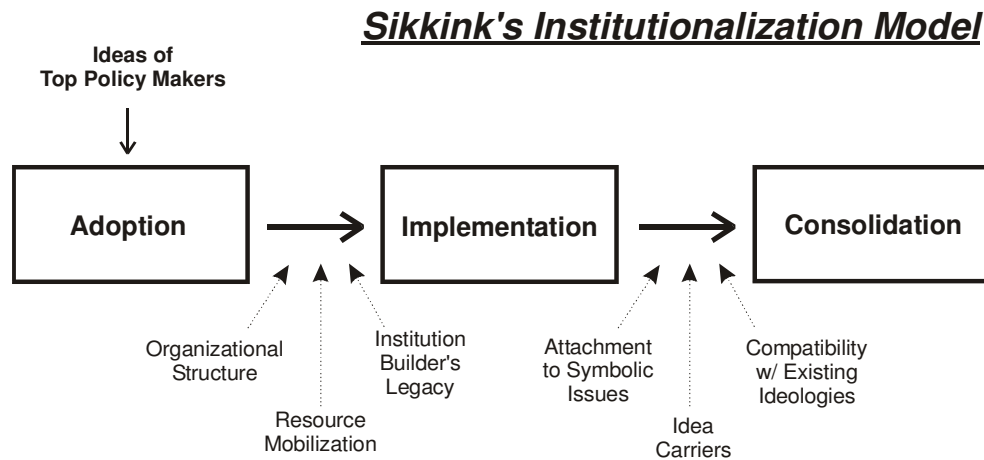 Sikkink's Institutionalization Model
Ideas of
Top Policy Makers
Adoption
Implementation
Consolidation
Organizational
Structure
Resource
Mobilization
Institution
Builder's
Legacy
Attachment
to Symbolic
Issues
Idea
Carriers
Compatibility
w/ Existing
Ideologies